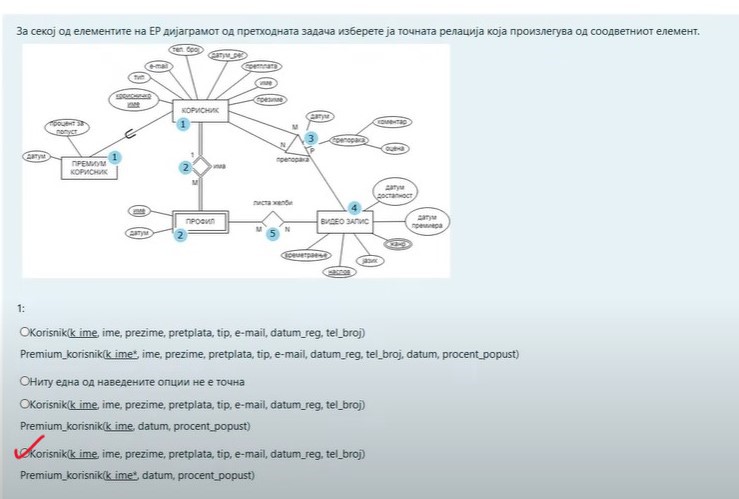 За секој од елементите на ЕР дијаграмот од претходната задача изберете ја точната релација која произлегува од соодветниот елемент.
тел. број
датум_рег
e-mail
претплата
тип
име
корисничко
име
презиме
КОРИСНИК
1
процент за
попуст
датум
ПРЕМИУМ
КОРИСНИК
1
датум
M
3
N
P
препорака
коментар
препорака
оцена
1
2
има
M
датум
достапност
листа желби
4
ВИДЕО ЗАПИС
датум
премиера
име
ПРОФИЛ
датум
2
M
5
N
времетраење
наслов
јазик
жанр
1:
Korisnik(k_ime, ime, prezime, pretplata, tip, e-mail, datum_reg, tel_broj)
Premium_korisnik(k_ime*, ime, prezime, pretplata, tip, e-mail, datum_reg, tel_broj, datum, procent_popust)
Ниту една од наведените опции не е точна
Korisnik(k_ime, ime, prezime, pretplata, tip, e-mail, datum_reg, tel_broj)
Premium_korisnik(k_ime, datum, procent_popust)
Korisnik(k_ime, ime, prezime, pretplata, tip, e-mail, datum_reg, tel_broj)
Premium_korisnik(k_ime*, datum, procent_popust)